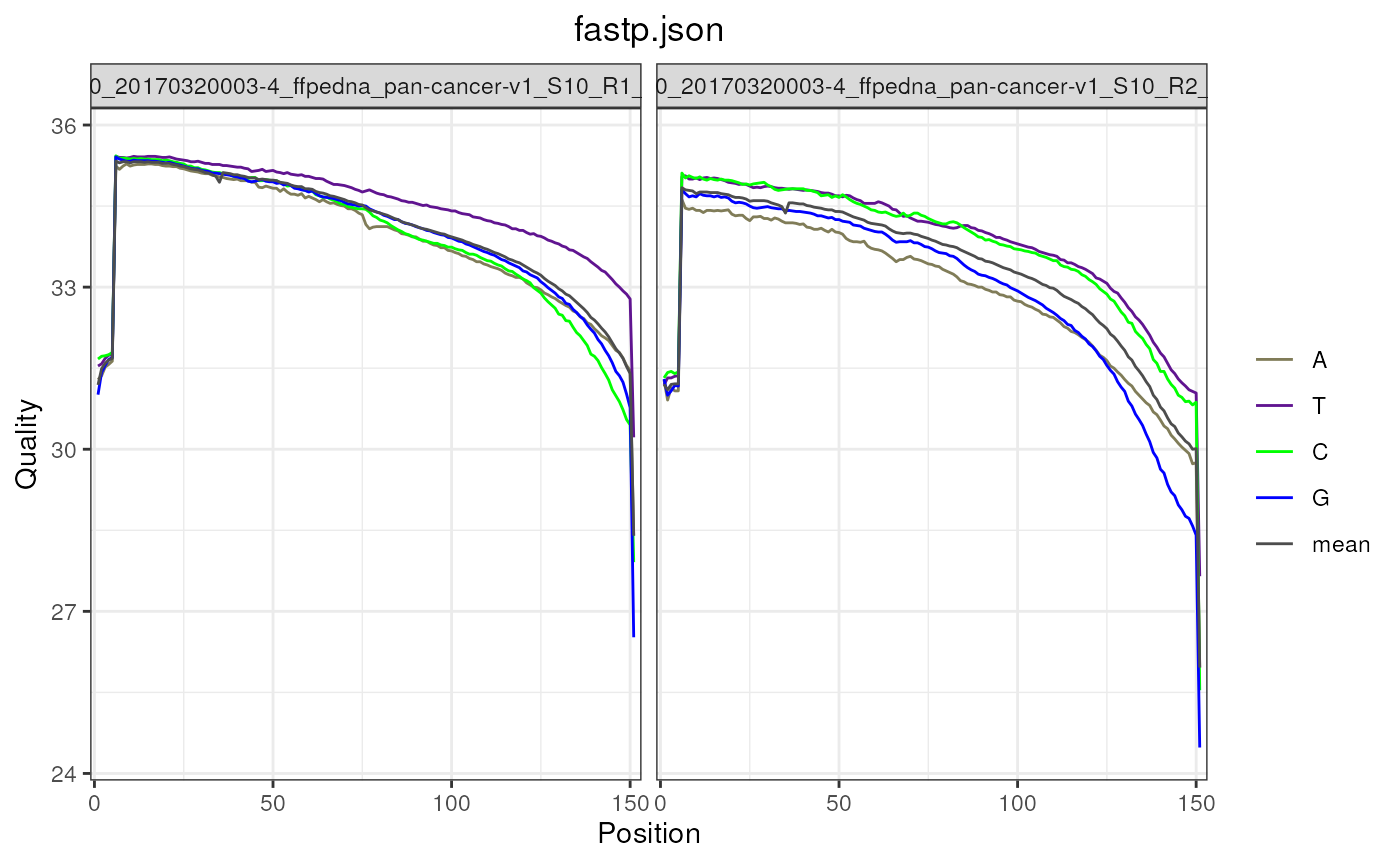 fastp.json
0_20170320003-4_ffpedna_pan-cancer-v1_S10_R1_
0_20170320003-4_ffpedna_pan-cancer-v1_S10_R2_
36
33
30
27
24
Quality
0 50 100 150
0 50 100 150
Position
A
T
C
G
mean